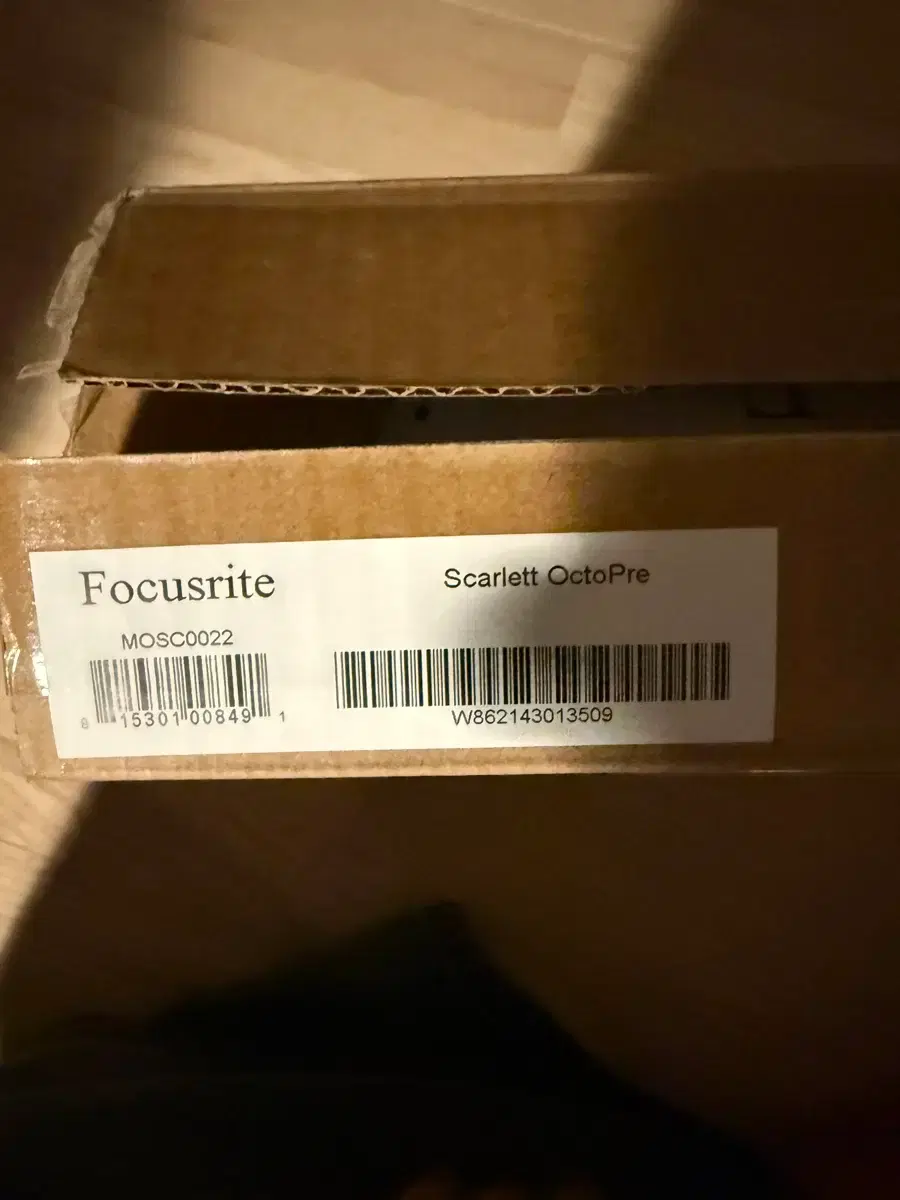 Focusrite
Scarlett OctoPre
MOSC0022
8 15301 00849 1
W862143013509